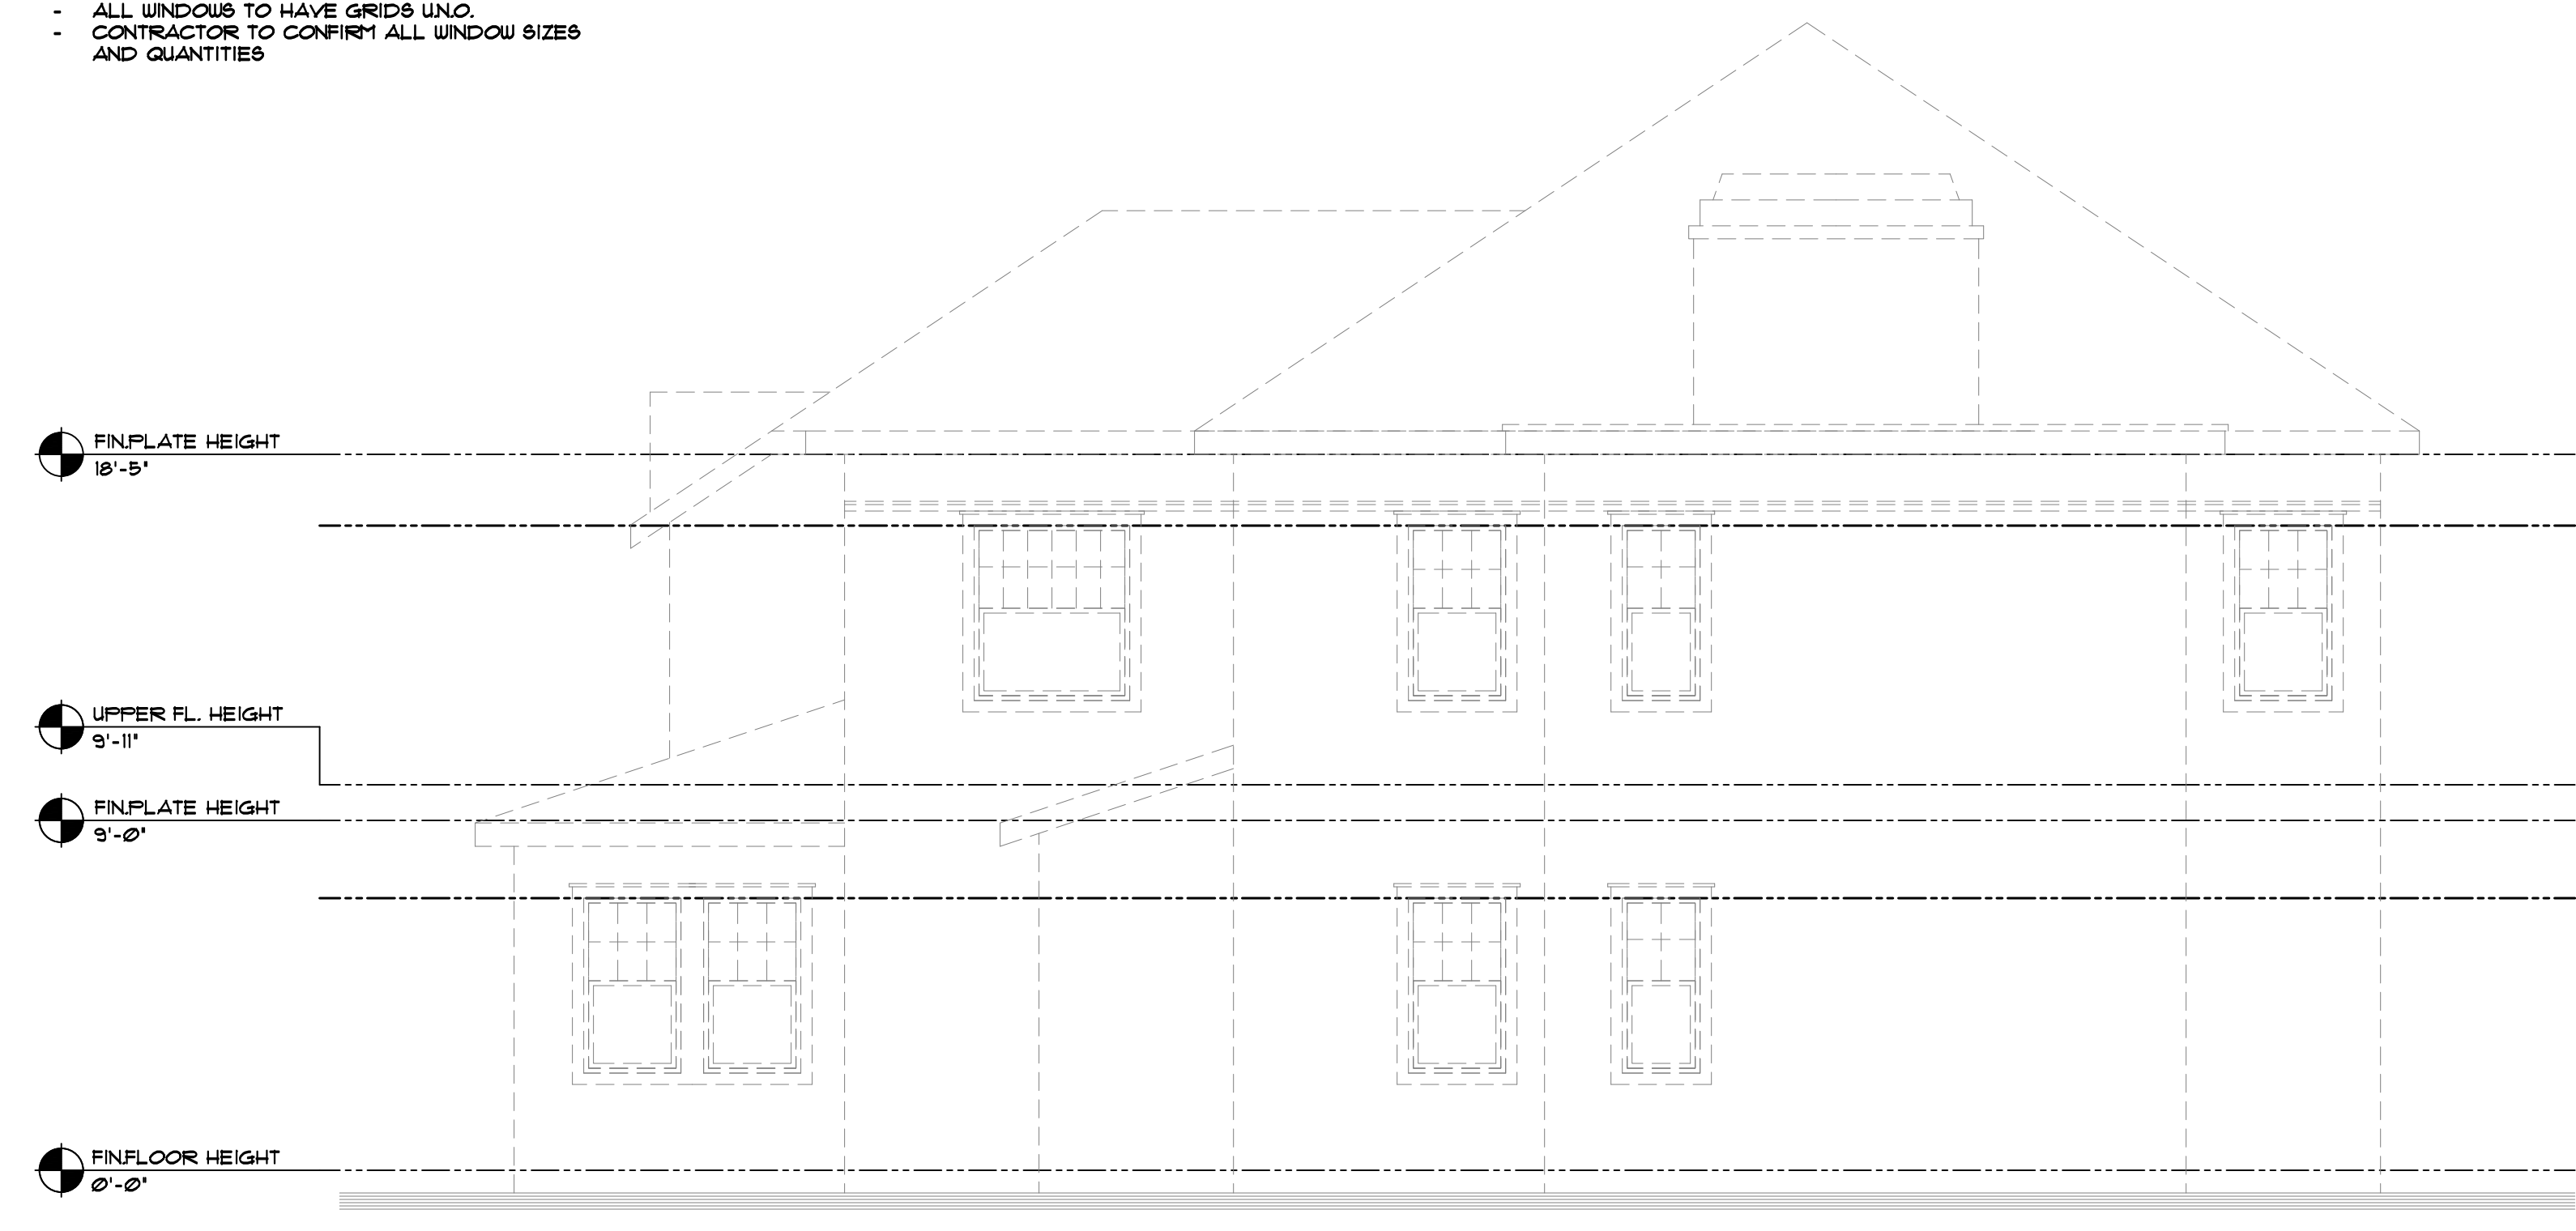 - ALL WINDOWS TO HAVE GRIDS U.N.O.
- CONTRACTOR TO CONFIRM ALL WINDOW SIZES
AND QUANTITIES
FIN.PLATE HEIGHT
18'-5"
UPPER FL. HEIGHT
9'-11"
FIN.PLATE HEIGHT
9'-0"
FIN.FLOOR HEIGHT
0'-0"